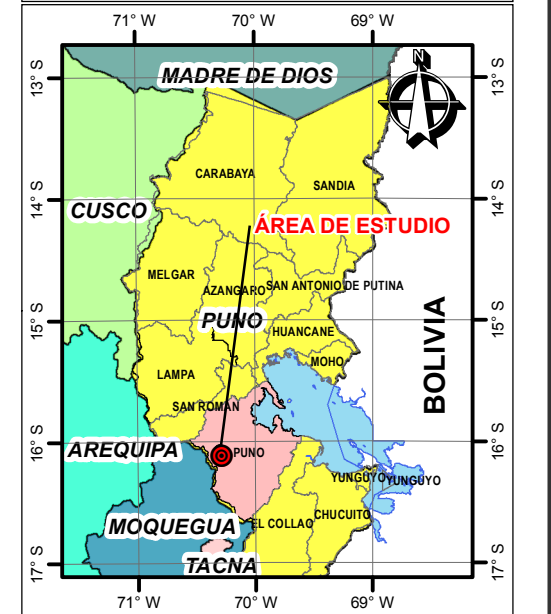 71° W 70° W 69° W
N
13° S 13° S
MADRE DE DIOS
CARABAYA
SANDIA
14° S 14° S
CUSCO
ÁREA DE ESTUDIO
MELGAR
AZANGARO
SAN ANTONIO DE PUTINA
15° S 15° S
PUNO
HUANCANE
BOLIVIA
MOHO
LAMPA
SAN ROMAN
16° S 16° S
AREQUIPA
PUNO
YUNGUYO
YUNGUYO
MOQUEGUA
EL COLLAO
CHUCUITO
17° S 17° S
TACNA
71° W 70° W 69° W